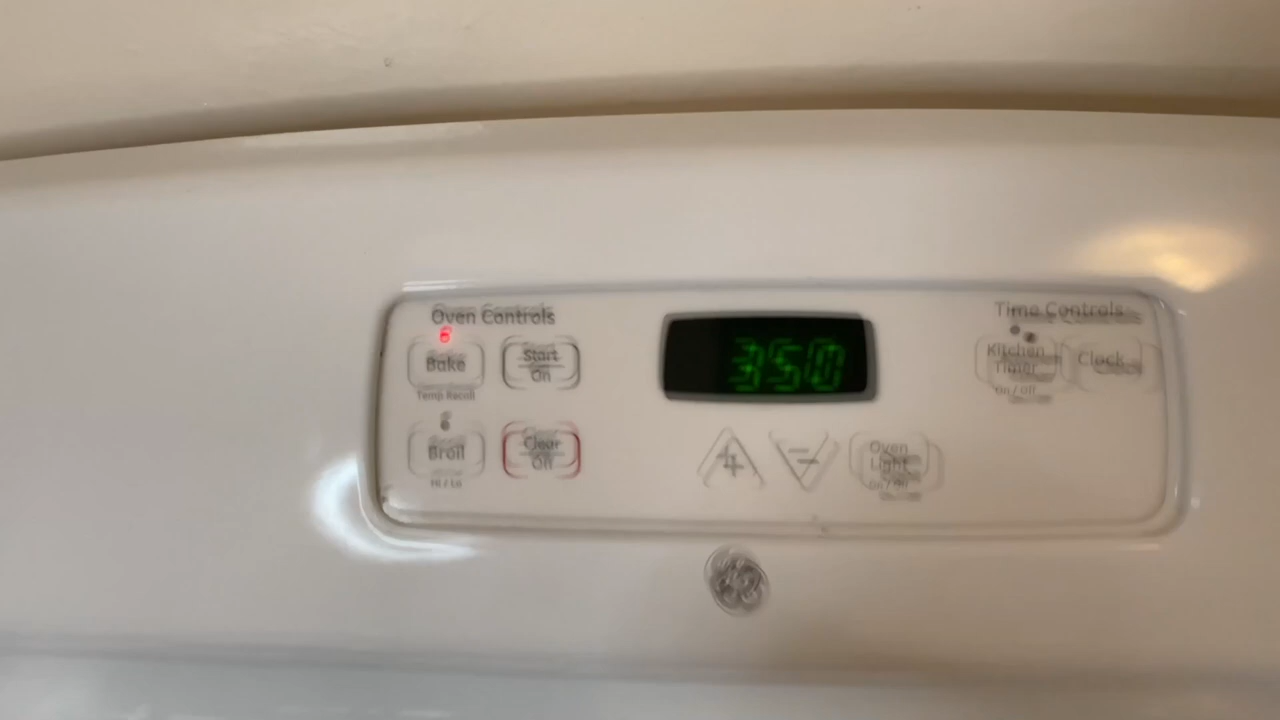 Oven Controls
Bake
Temp Recall
Start
On
Broil
Hi / Lo
Clear
Off
350
Oven
Light
On / Off
Time Controls
Kitchen
Timer
On / Off
Clock